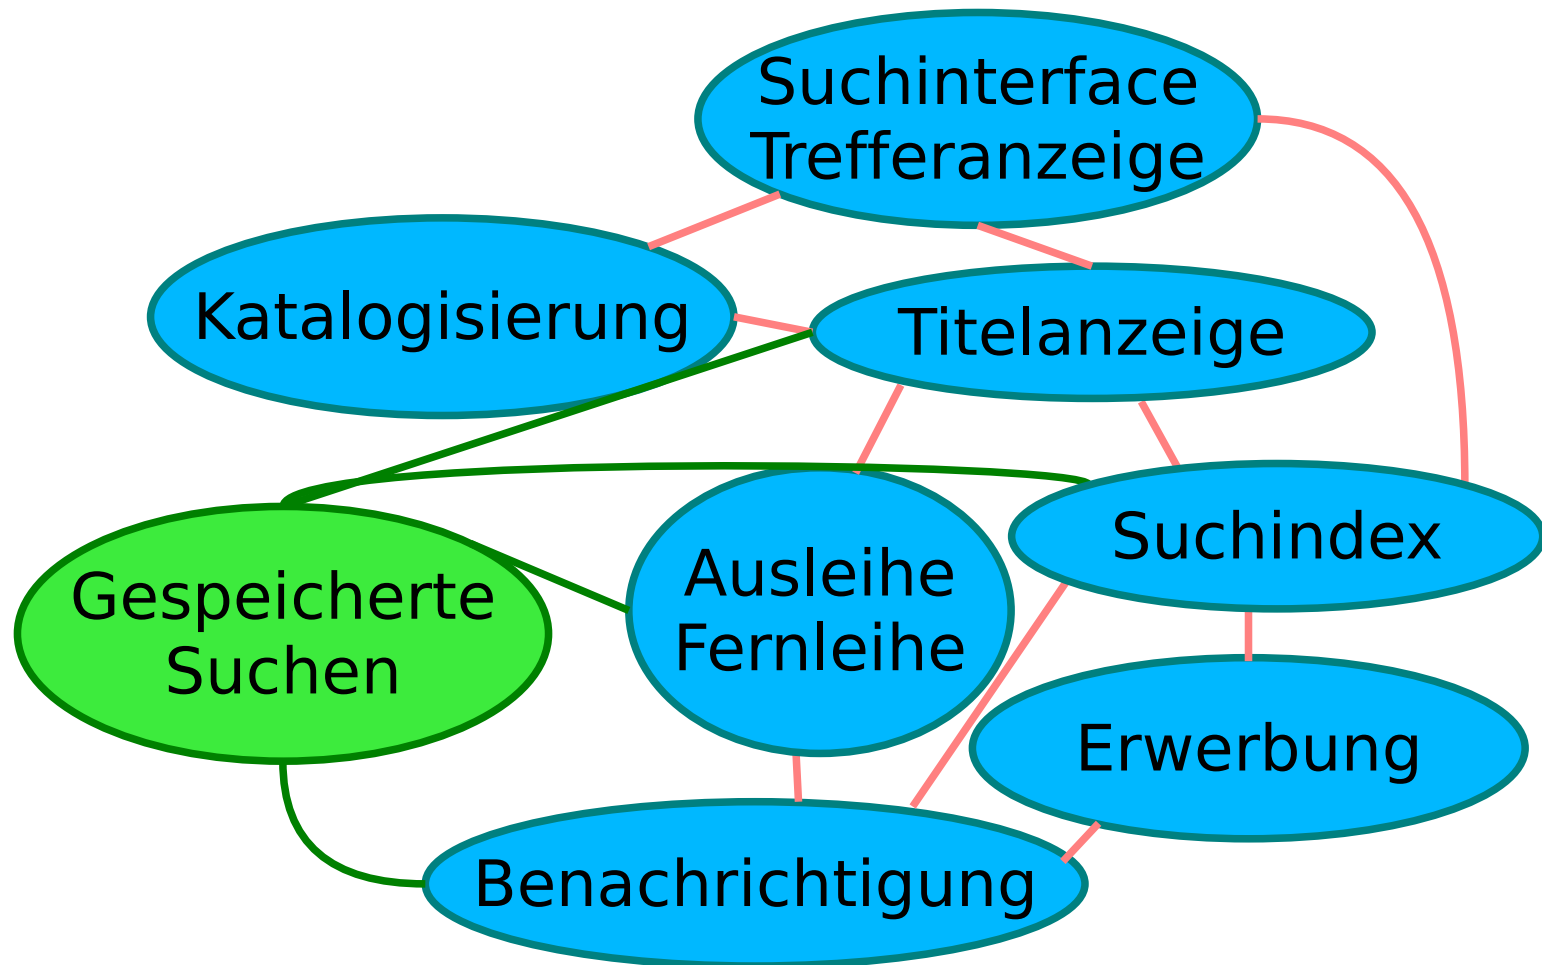 Suchinterface
Trefferanzeige
Katalogisierung
Titelanzeige
Suchindex
Gespeicherte
Suchen
Ausleihe
Fernleihe
Erwerbung
Benachrichtigung